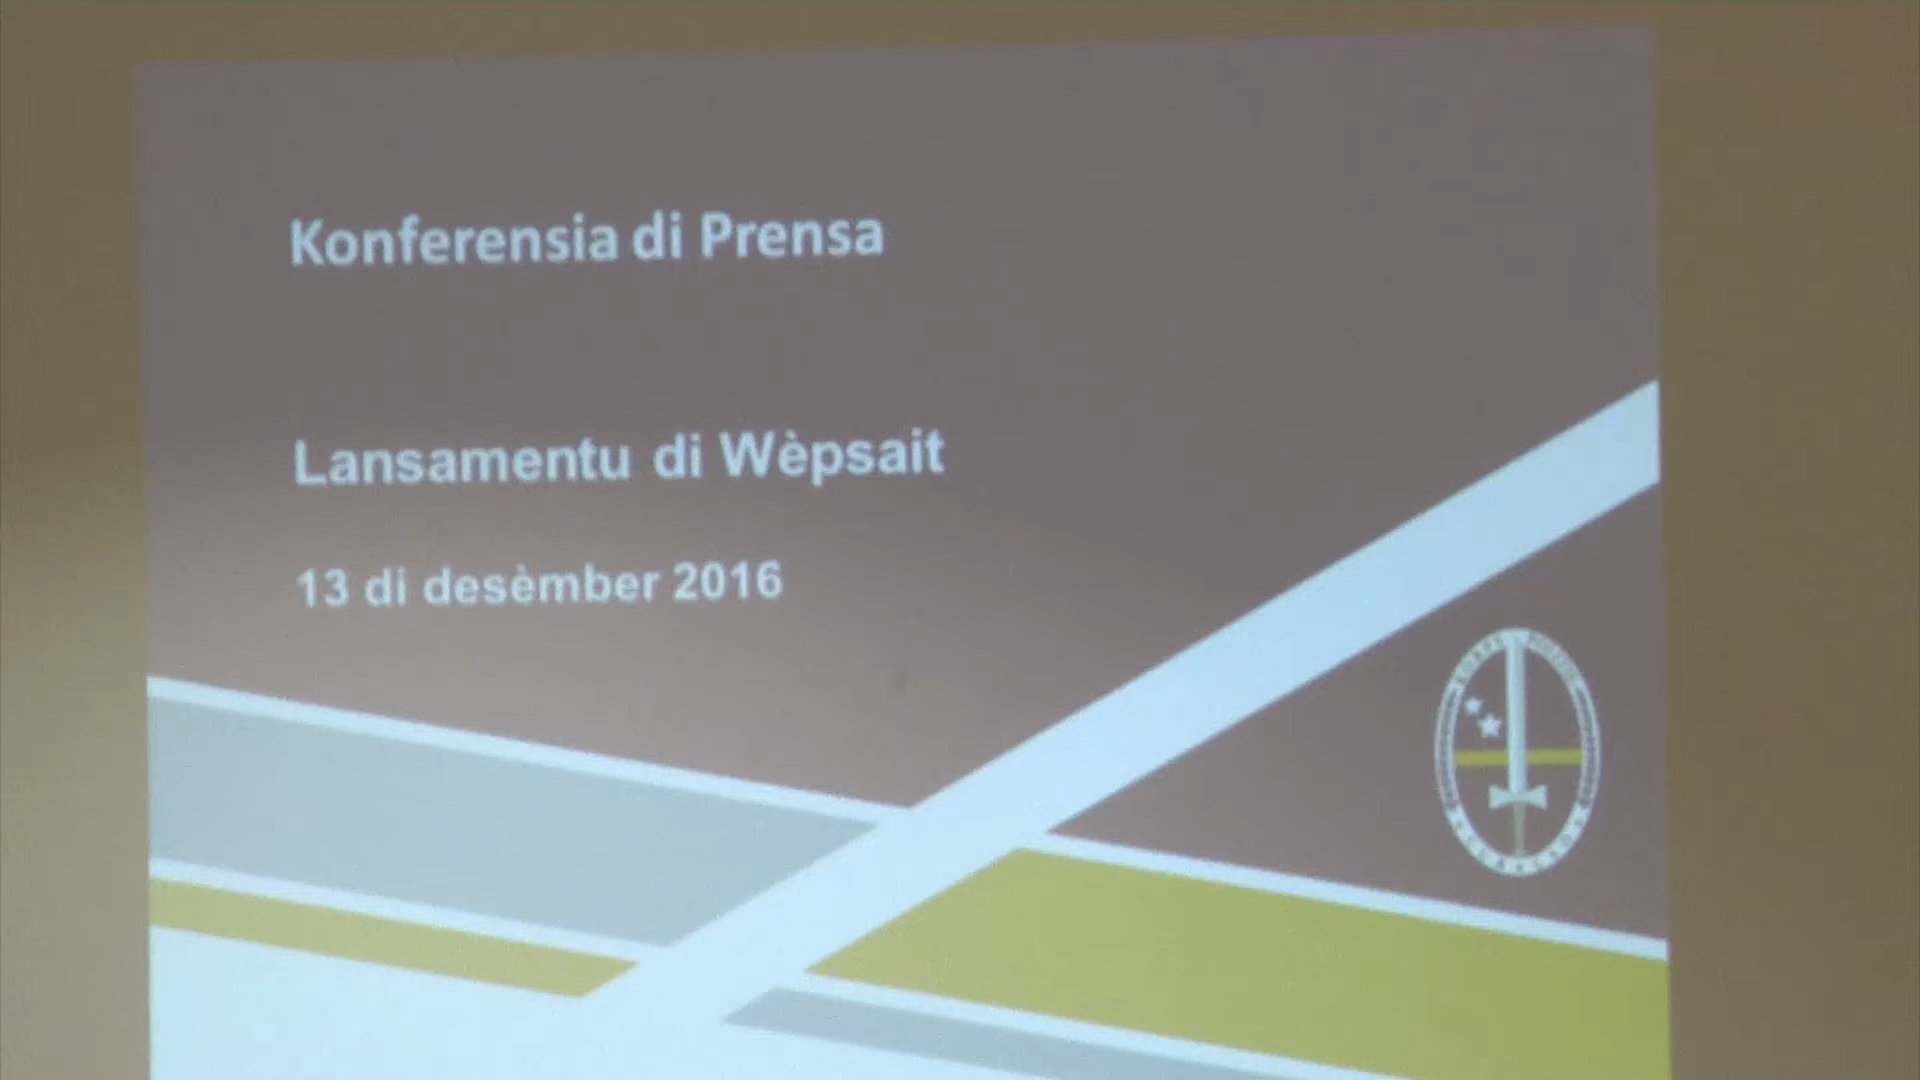 Konferensia di Prensa
Lansamentu di Wèpsait
13 di desèmber 2016